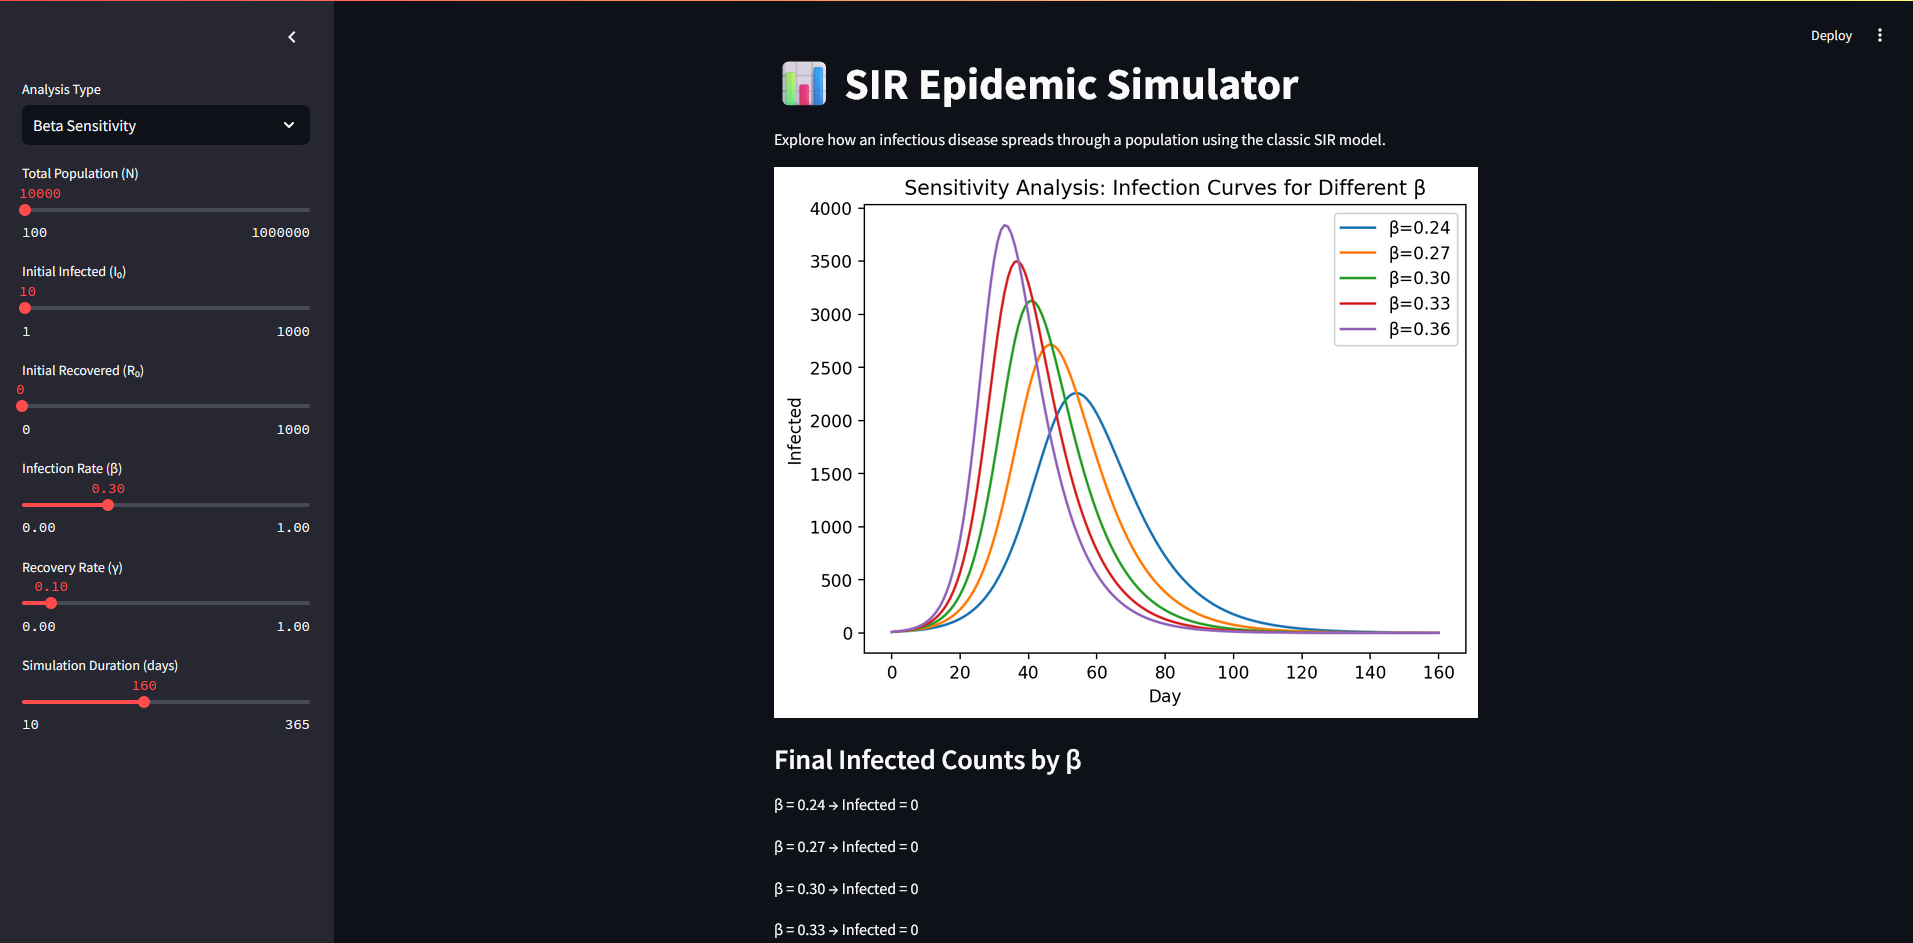 Deploy
Analysis Type
Beta Sensitivity
Total Population (N)
10000
100 1000000
Initial Infected (I₀)
10
1 1000
Initial Recovered (R₀)
0
0 1000
Infection Rate (β)
0.30
0.00 1.00
Recovery Rate (γ)
0.10
0.00 1.00
Simulation Duration (days)
160
10 365
SIR Epidemic Simulator
Explore how an infectious disease spreads through a population using the classic SIR model.
Sensitivity Analysis: Infection Curves for Different β
4000
3500
3000
2500
2000
1500
1000
500
0
Infected
β=0.24
β=0.27
β=0.30
β=0.33
β=0.36
0 20 40 60 80 100 120 140 160
Day
Final Infected Counts by β
β = 0.24 → Infected = 0
β = 0.27 → Infected = 0
β = 0.30 → Infected = 0
β = 0.33 → Infected = 0